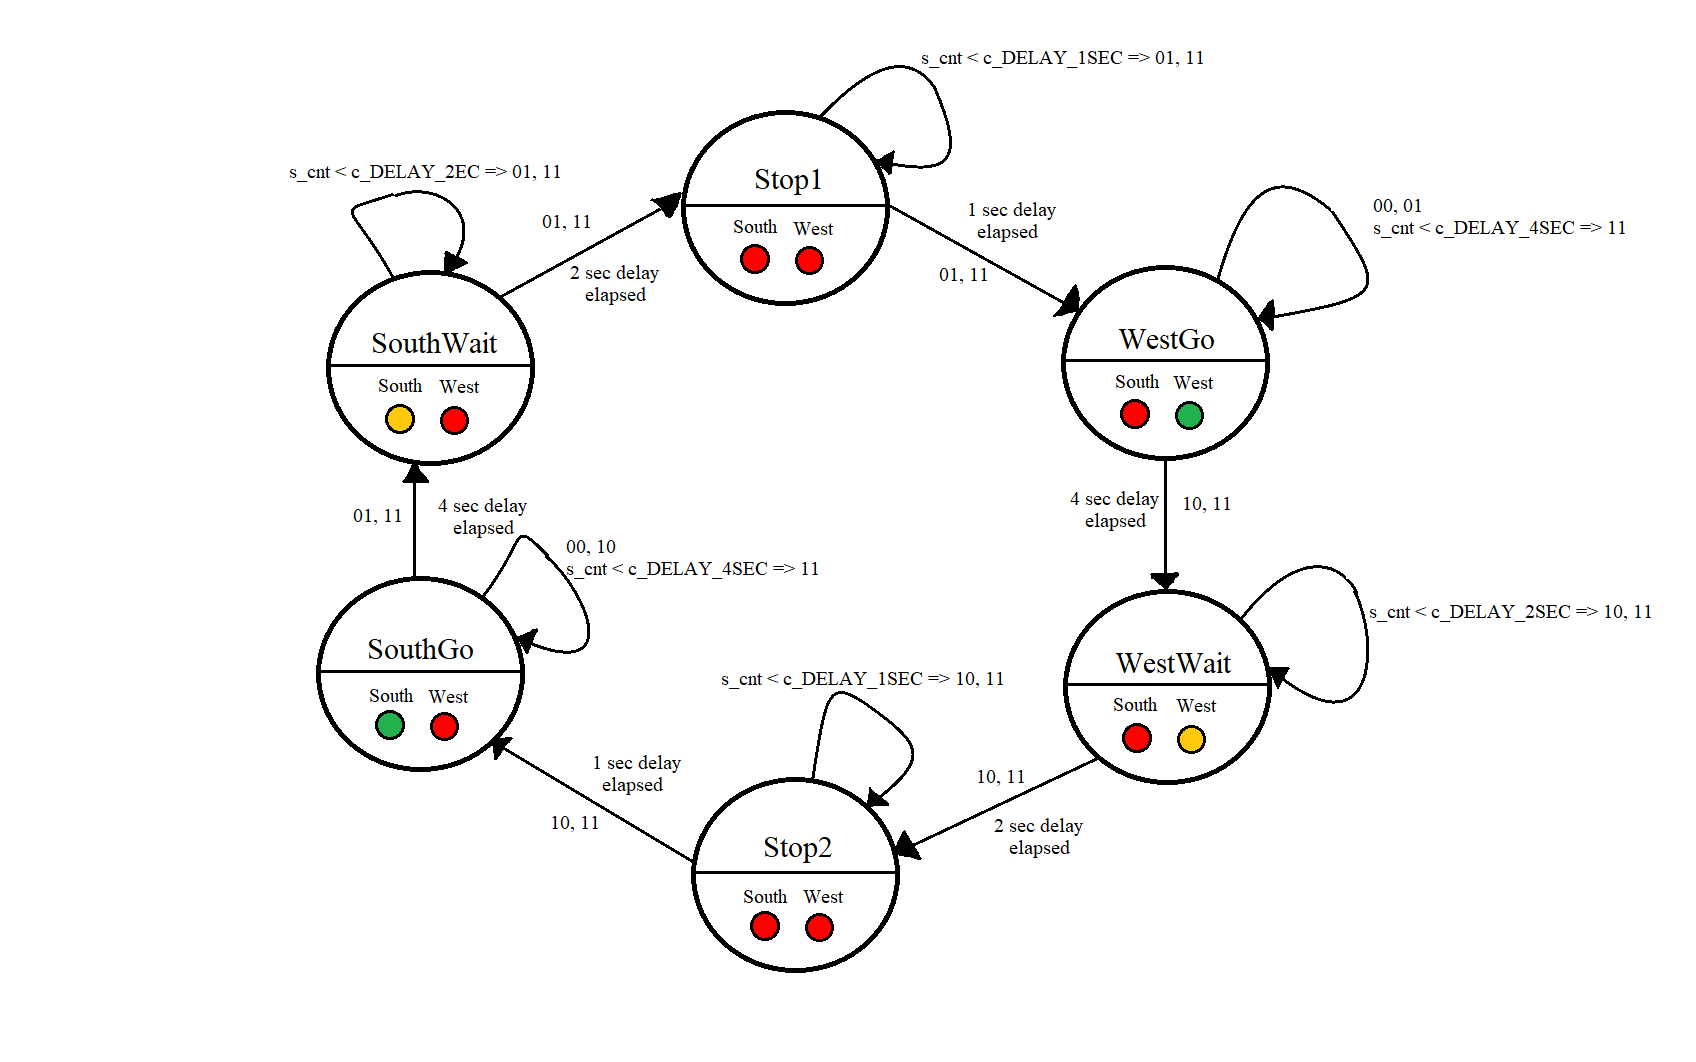 s_cnt < c_DELAY_1SEC => 01, 11
s_cnt < c_DELAY_2EC => 01, 11
Stop1
South West
01, 11
2 sec delay
elapsed
1 sec delay
elapsed
01, 11
00, 01
s_cnt < c_DELAY_4SEC => 11
SouthWait
South West
WestGo
South West
01, 11
4 sec delay
elapsed
4 sec delay
elapsed
10, 11
00, 10
s_cnt < c_DELAY_4SEC => 11
s_cnt < c_DELAY_2SEC => 10, 11
SouthGo
South West
WestWait
South West
s_cnt < c_DELAY_1SEC => 10, 11
1 sec delay
elapsed
10, 11
10, 11
2 sec delay
elapsed
Stop2
South West